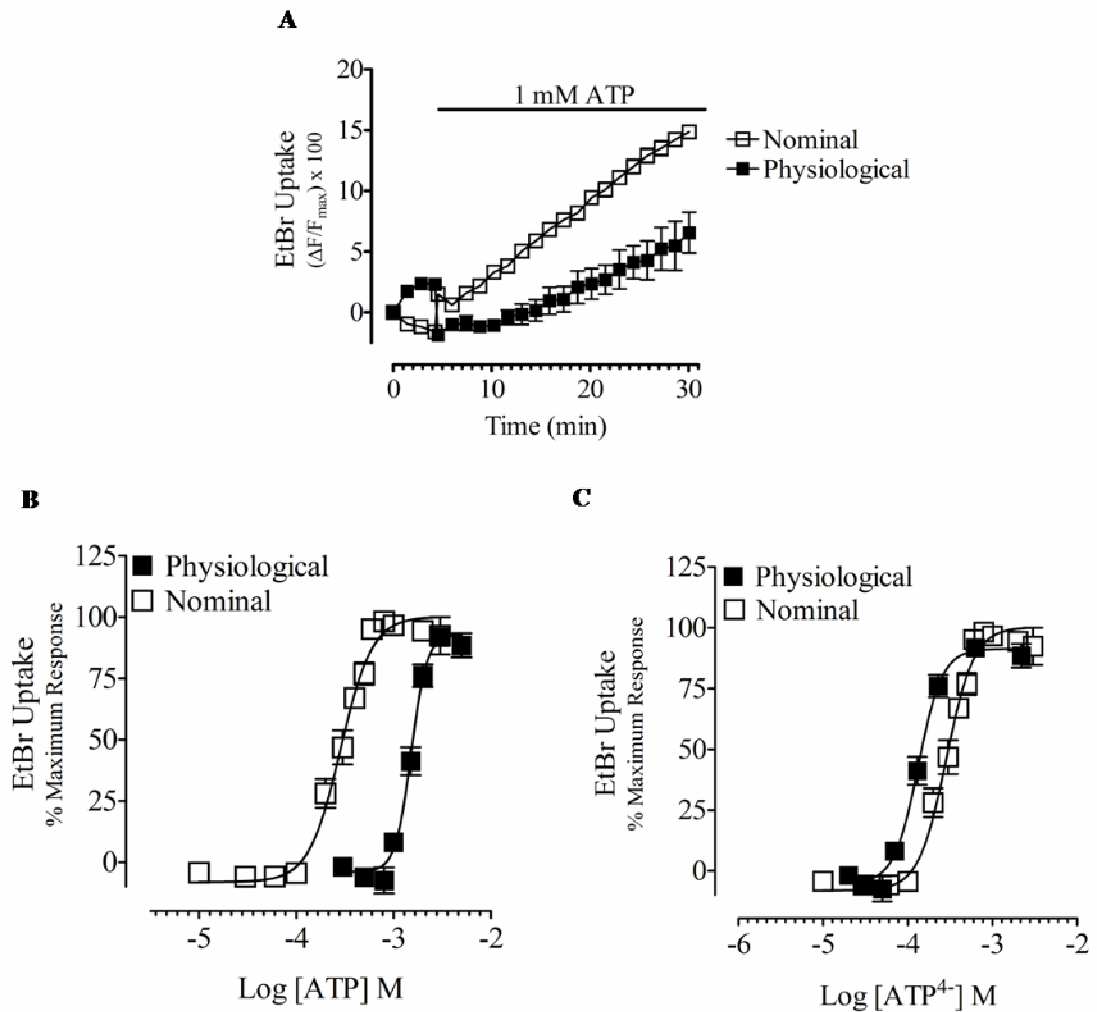 A
20
15
10
5
0
EtBr Uptake
(ΔF/Fmax) x 100
1 mM ATP
Nominal
Physiological
0 10 20 30
Time (min)
B
125
100
75
50
25
0
EtBr Uptake
% Maximum Response
Physiological
Nominal
-5 -4 -3 -2
Log [ATP] M
C
125
100
75
50
25
0
EtBr Uptake
% Maximum Response
Physiological
Nominal
-6 -5 -4 -3 -2
Log [ATP4-] M